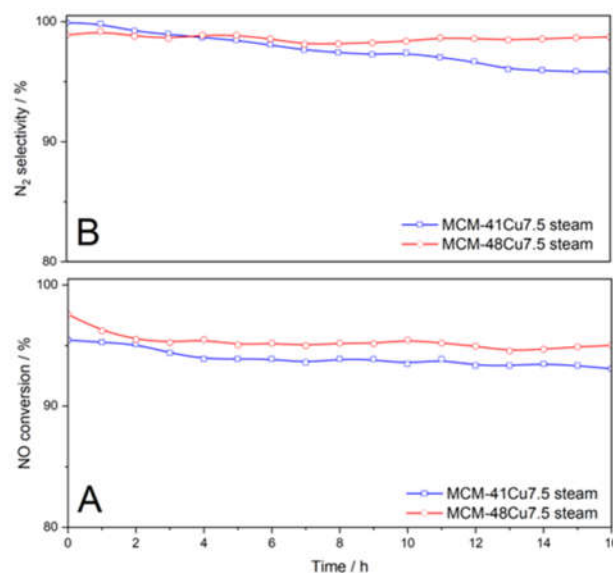 100
90
80
N₂ selectivity / %
B
MCM-41Cu7.5 steam
MCM-48Cu7.5 steam
100
90
80
NO conversion / %
A
MCM-41Cu7.5 steam
MCM-48Cu7.5 steam
0 2 4 6 8 10 12 14 16
Time / h